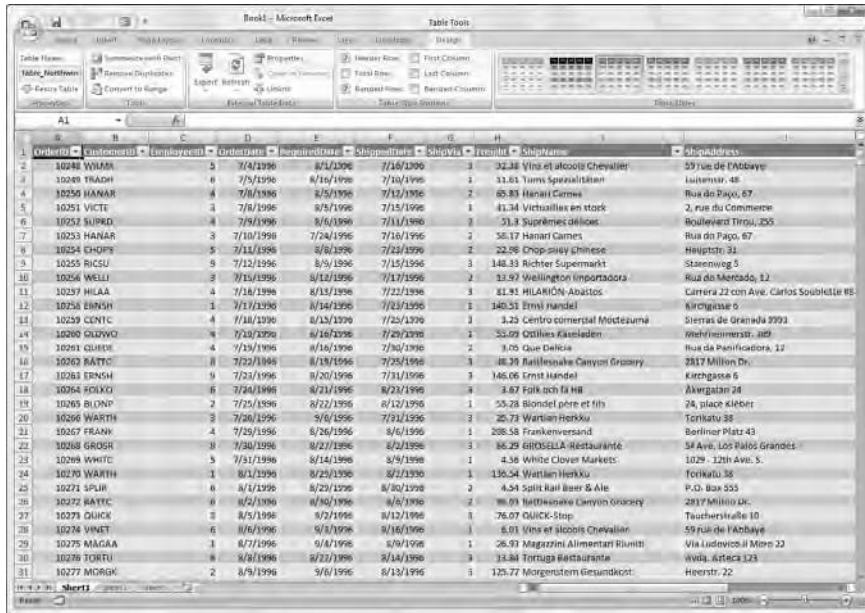 Book1 - Microsoft Excel
Table Tools
Design
Table Name:
Table_Northwin
Resize Table
Properties
Summarize with Pivot
Remove Duplicates
Convert to Range
Tools
Export Refresh
Properties
Unlink
External Table Data
Header Row First Column
Total Row Last Column
Banded Rows Banded Columns
Table Style Options
Table Styles
A1
OrderID CustomerID EmployeeID OrderDate RequiredDate ShippedDate ShipVia Freight ShipName ShipAddress
10248 WILMA 5 7/4/1996 8/1/1996 7/16/1996 3 32.38 Vins et alcools Chevalier 59 rue de l'Abbaye
10249 TRADH 6 7/5/1996 8/16/1996 7/10/1996 1 11.61 Toms Spezialitäten Luisenstr. 48
10250 HANAR 4 7/8/1996 8/5/1996 7/12/1996 2 65.83 Hanari Carnes Rua do Paço, 67
10251 VICTE 3 7/8/1996 8/5/1996 7/15/1996 1 41.34 Victuailles en stock 2, rue du Commerce
10252 SUPRD 4 7/9/1996 8/6/1996 7/11/1996 2 51.3 Suprêmes délices Boulevard Tirou, 255
10253 HANAR 3 7/10/1996 7/24/1996 7/16/1996 2 58.17 Hanari Carnes Rua do Paço, 67
10254 CHOPS 5 7/11/1996 8/8/1996 7/23/1996 2 22.98 Chop-suey Chinese Hauptstr. 31
10255 RICSU 9 7/12/1996 8/9/1996 7/15/1996 3 148.33 Richter Supermarkt Starenweg 5
10256 WELLI 3 7/15/1996 8/12/1996 7/17/1996 2 13.97 Wellington Importadora Rua do Mercado, 12
10257 HILAA 4 7/16/1996 8/13/1996 7/22/1996 3 81.91 HILARIÓN-Abastos Carrera 22 con Ave. Carlos Soublette #8-
10258 ERNSH 1 7/17/1996 8/14/1996 7/23/1996 1 140.51 Ernst Handel Kirchgasse 6
10259 CENTC 4 7/18/1996 8/15/1996 7/25/1996 3 3.25 Centro comercial Moctezuma Sierras de Granada 9993
10260 OLDWO 4 7/19/1996 8/16/1996 7/29/1996 1 55.09 Ottilies Käseladen Mehrheimerstr. 369
10261 QUEDE 4 7/19/1996 8/16/1996 7/30/1996 2 3.05 Que Delícia Rua da Panificadora, 12
10262 RATTC 8 7/22/1996 8/19/1996 7/25/1996 3 48.29 Rattlesnake Canyon Grocery 2817 Milton Dr.
10263 ERNSH 9 7/23/1996 8/20/1996 7/31/1996 3 146.06 Ernst Handel Kirchgasse 6
10264 FOLKO 6 7/24/1996 8/21/1996 8/23/1996 3 3.67 Folk och fä HB Åkergatan 24
10265 BLONP 2 7/25/1996 8/22/1996 8/12/1996 1 55.28 Blondel père et fils 24, place Kléber
10266 WARTH 3 7/26/1996 9/6/1996 7/31/1996 3 25.73 Wartian Herkku Torikatu 38
10267 FRANK 4 7/29/1996 8/26/1996 8/6/1996 1 208.58 Frankenversand Berliner Platz 43
10268 GROSR 8 7/30/1996 8/27/1996 8/2/1996 3 66.29 GROSELLA-Restaurante 5ª Ave. Los Palos Grandes
10269 WHITC 5 7/31/1996 8/14/1996 8/9/1996 1 4.56 White Clover Markets 1029 - 12th Ave. S.
10270 WARTH 1 8/1/1996 8/29/1996 8/2/1996 1 136.54 Wartian Herkku Torikatu 38
10271 SPLIR 6 8/1/1996 8/29/1996 8/30/1996 2 4.54 Split Rail Beer & Ale P.O. Box 555
10272 RATTC 6 8/2/1996 8/30/1996 8/6/1996 2 98.03 Rattlesnake Canyon Grocery 2817 Milton Dr.
10273 QUICK 3 8/5/1996 9/2/1996 8/12/1996 3 76.07 QUICK-Stop Taucherstraße 10
10274 VINET 6 8/6/1996 9/3/1996 8/16/1996 1 6.01 Vins et alcools Chevalier 59 rue de l'Abbaye
10275 MAGAA 1 8/7/1996 9/4/1996 8/9/1996 1 26.93 Magazzini Alimentari Riuniti Via Ludovico il Moro 22
10276 TORTU 8 8/8/1996 8/22/1996 8/14/1996 3 13.84 Tortuga Restaurante Avda. Azteca 123
10277 MORGK 2 8/9/1996 9/6/1996 8/13/1996 3 125.77 Morgenstern Gesundkost Heerstr. 22
Sheet1
Ready
100%